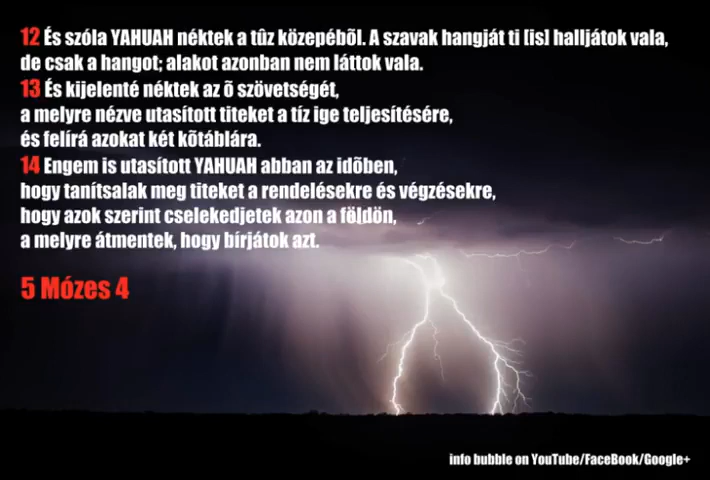 12 És szóla YAHUAH néktek a tûz közepébõl. A szavak hangját ti [is] halljátok vala,
de csak a hangot; alakot azonban nem láttok vala.
13 És kijelenté néktek az õ szövetségét,
a melyre nézve utasított titeket a tíz ige teljesítésére,
és felírá azokat két kõtáblára.
14 Engem is utasított YAHUAH abban az idõben,
hogy tanítsalak meg titeket a rendelésekre és végzésekre,
hogy azok szerint cselekedjetek azon a földön,
a melyre átmentek, hogy bírjátok azt.
5 Mózes 4
info bubble on YouTube/FaceBook/Google+